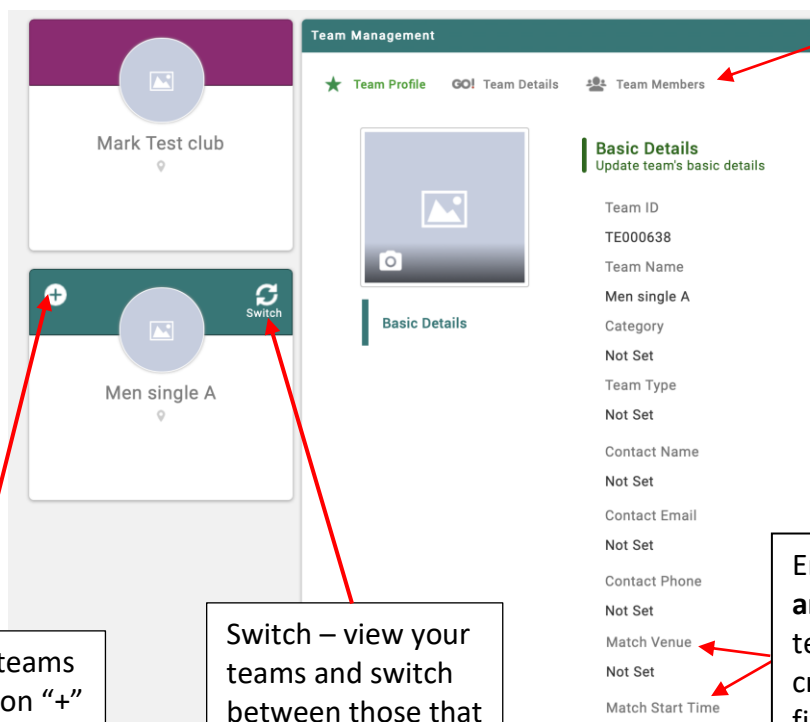 Team Management
Team Profile GO! Team Details Team Members
Mark Test club
Basic Details
Update team's basic details
Team ID
TE000638
Team Name
Men single A
Category
Not Set
Team Type
Not Set
Contact Name
Not Set
Contact Email
Not Set
Contact Phone
Not Set
Match Venue
Not Set
Match Start Time
Basic Details
Switch
Men single A
teams
on “+”
Switch – view your
teams and switch
between those that